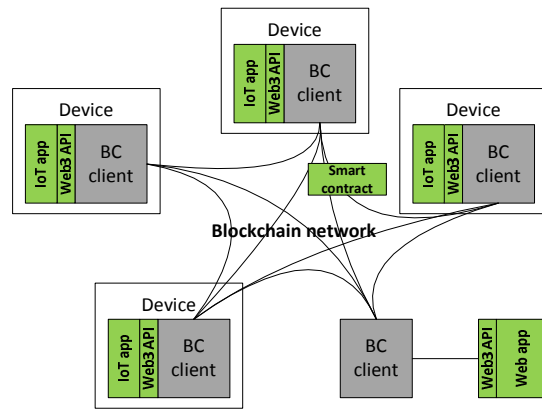 Device
IoT app
Web3 API
BC
client
Device
IoT app
Web3 API
BC
client
Device
IoT app
Web3 API
BC
client
Smart
contract
Blockchain network
Device
IoT app
Web3 API
BC
client
BC
client
Web3 API
Web app